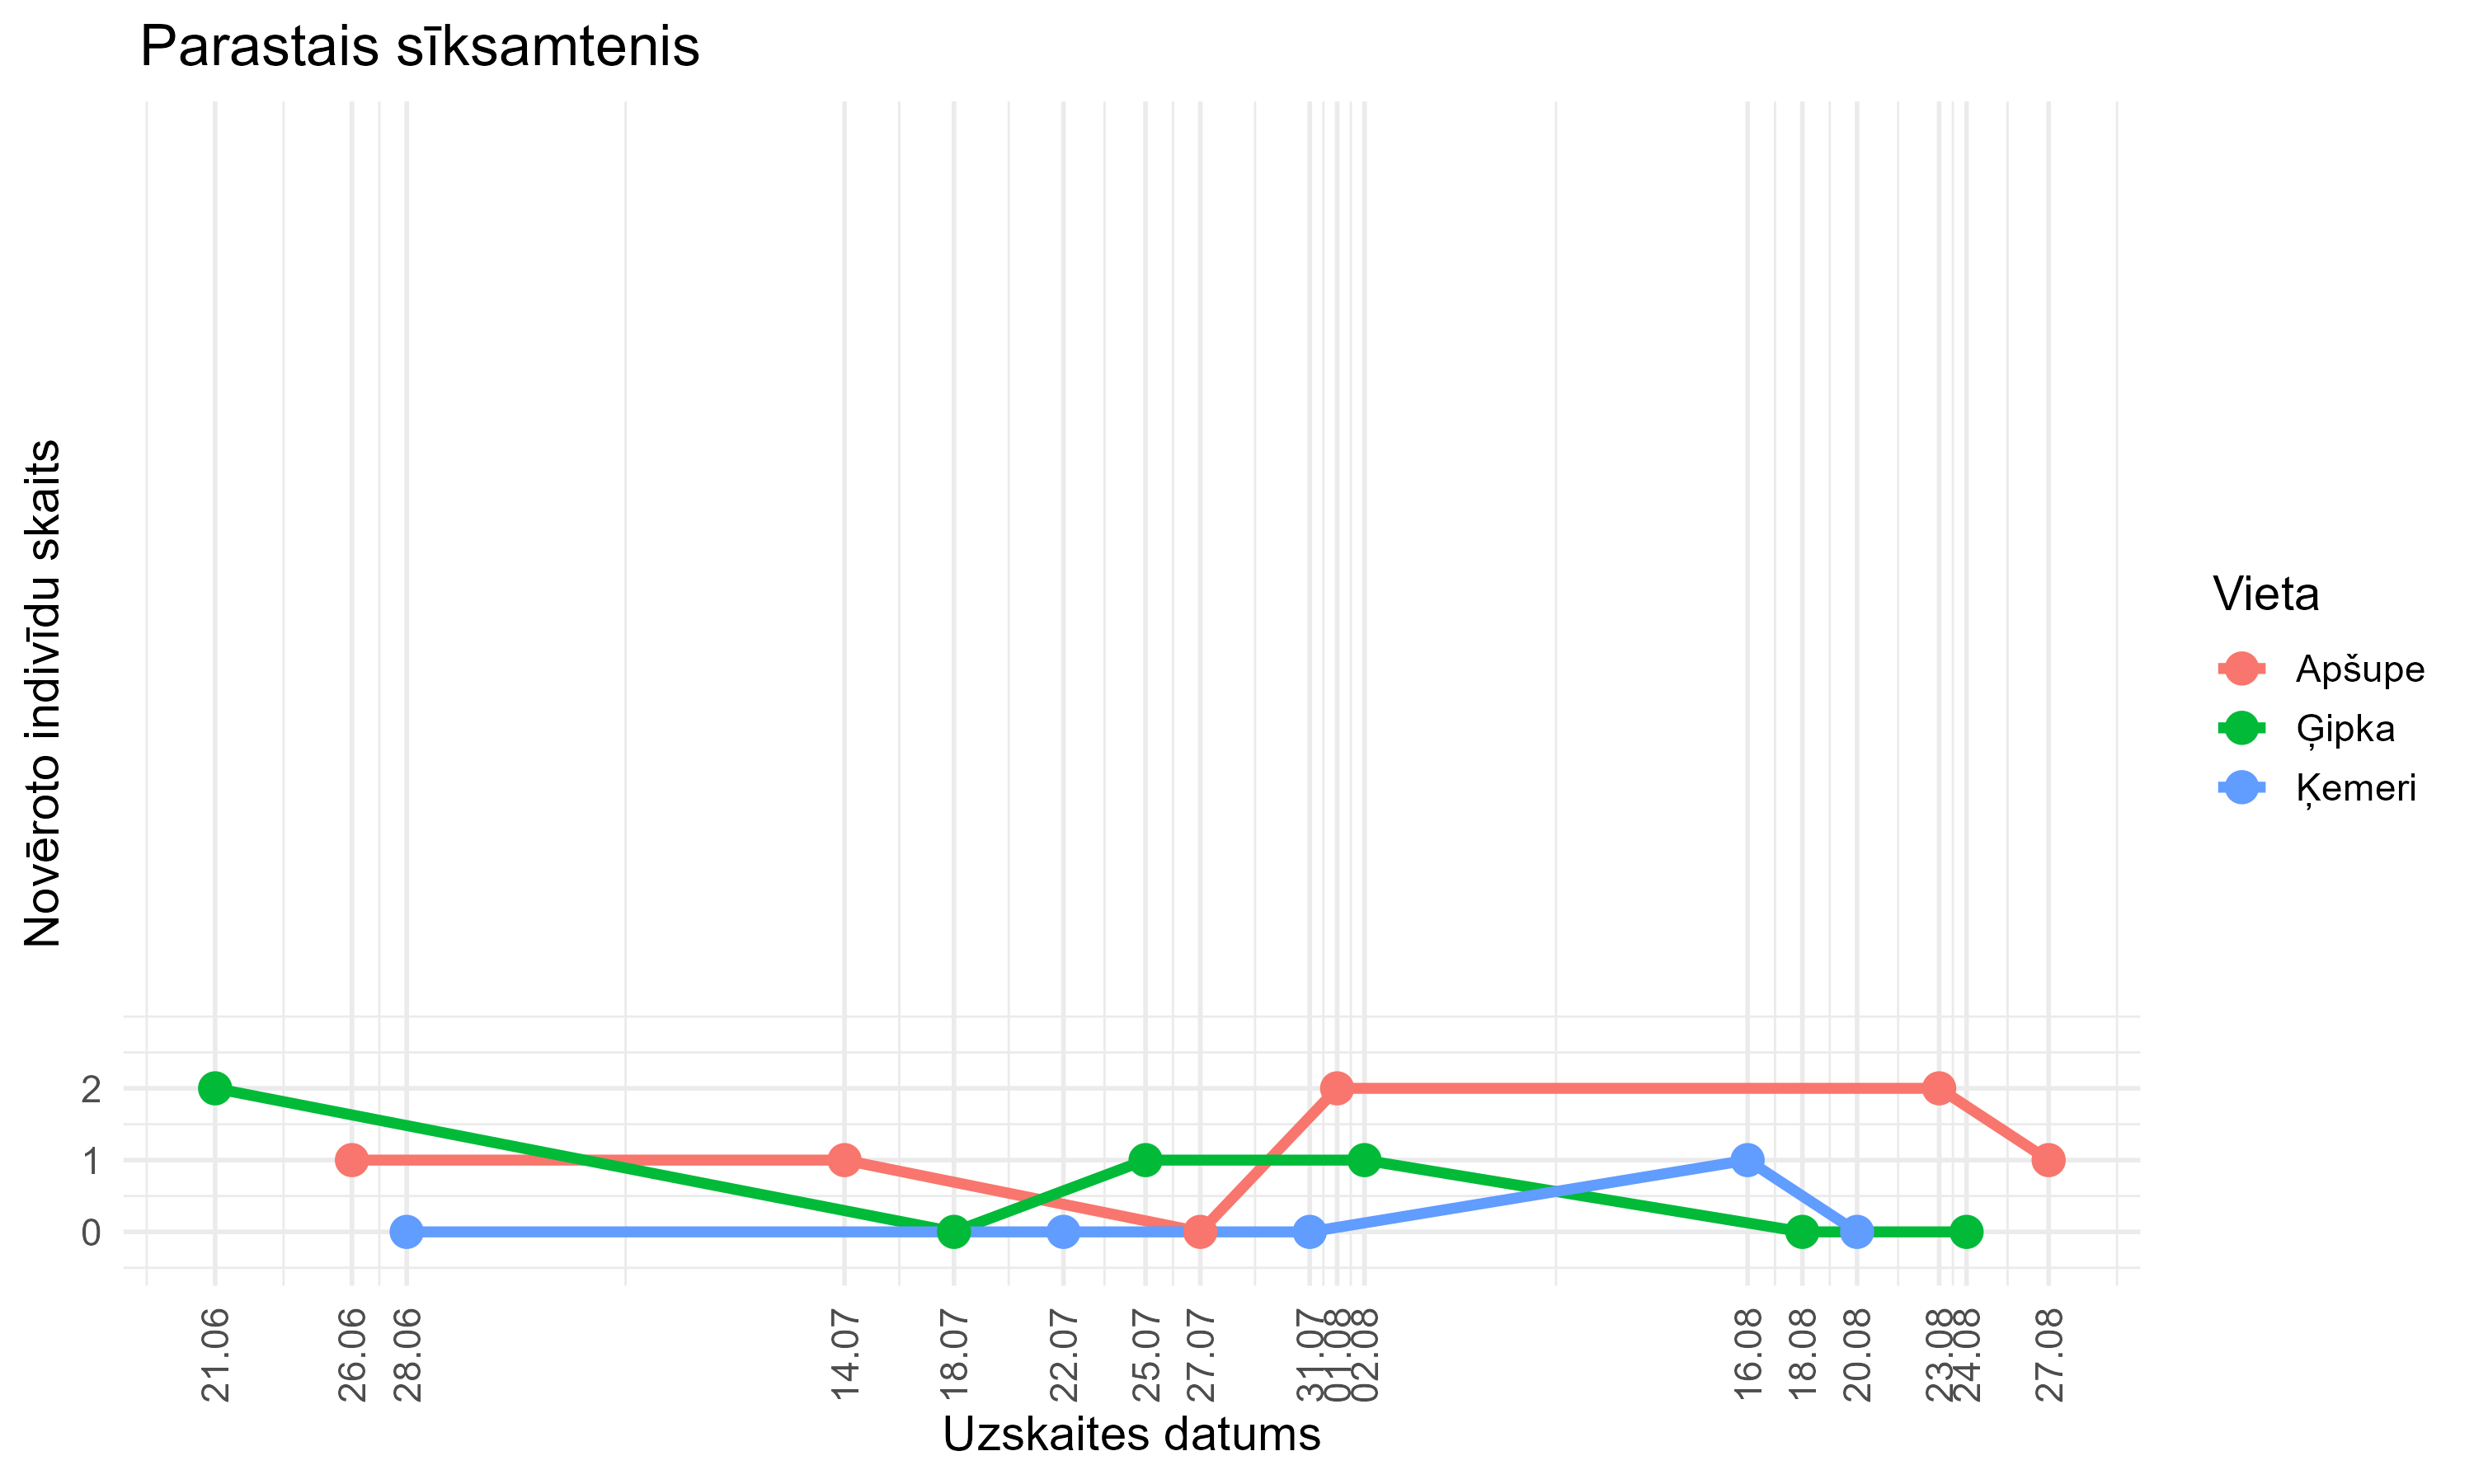 Parastais sīksamtenis
Novēroto indivīdu skaits
2
1
0
21.06
26.06
28.06
14.07
18.07
22.07
25.07
27.07
31.07
01.08
02.08
16.08
18.08
20.08
23.08
24.08
27.08
Uzskaites datums
Vieta
Apšupe
Ģipka
Ķemeri